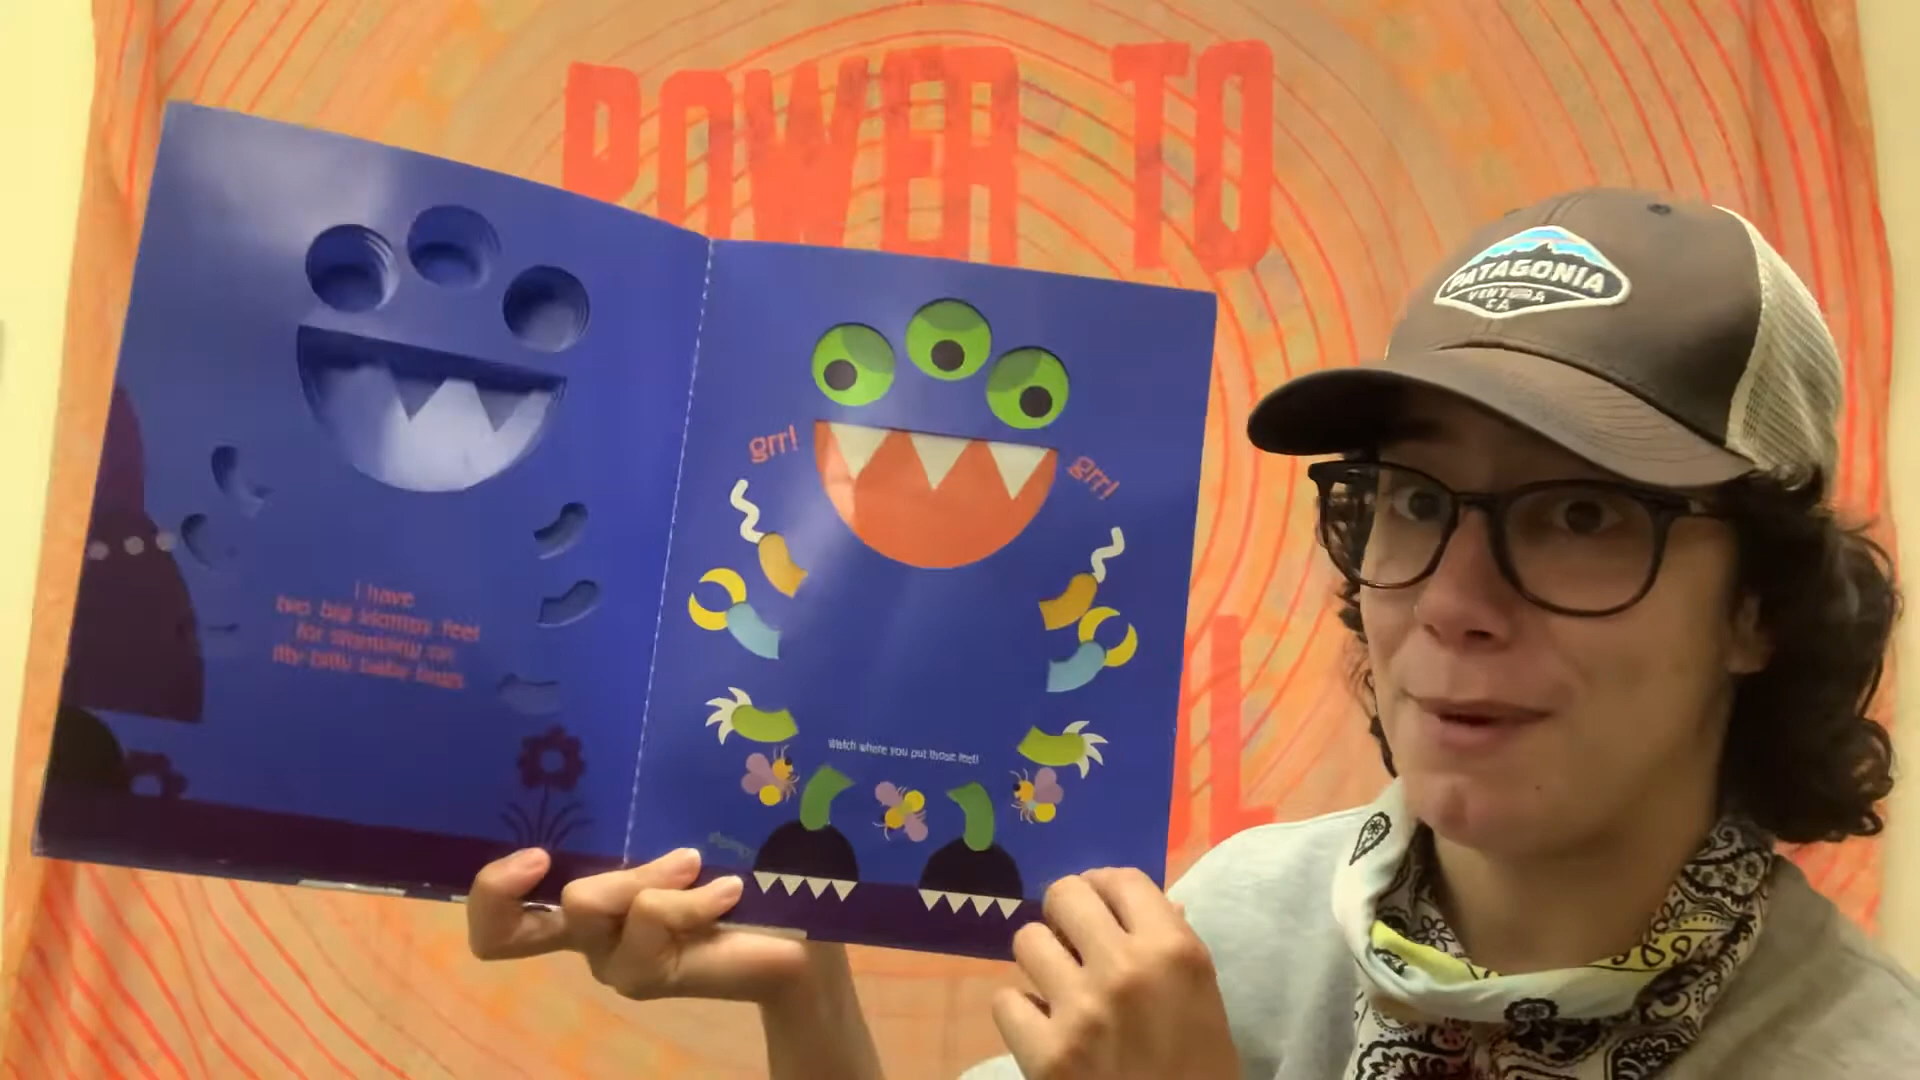 POWER TO
PATAGONIA
VENTURA
CA
grr!
grr!
I have
two big stompy feet
for stomping on
itty bitty baby bugs.
Watch where you put those feet!
stomp!